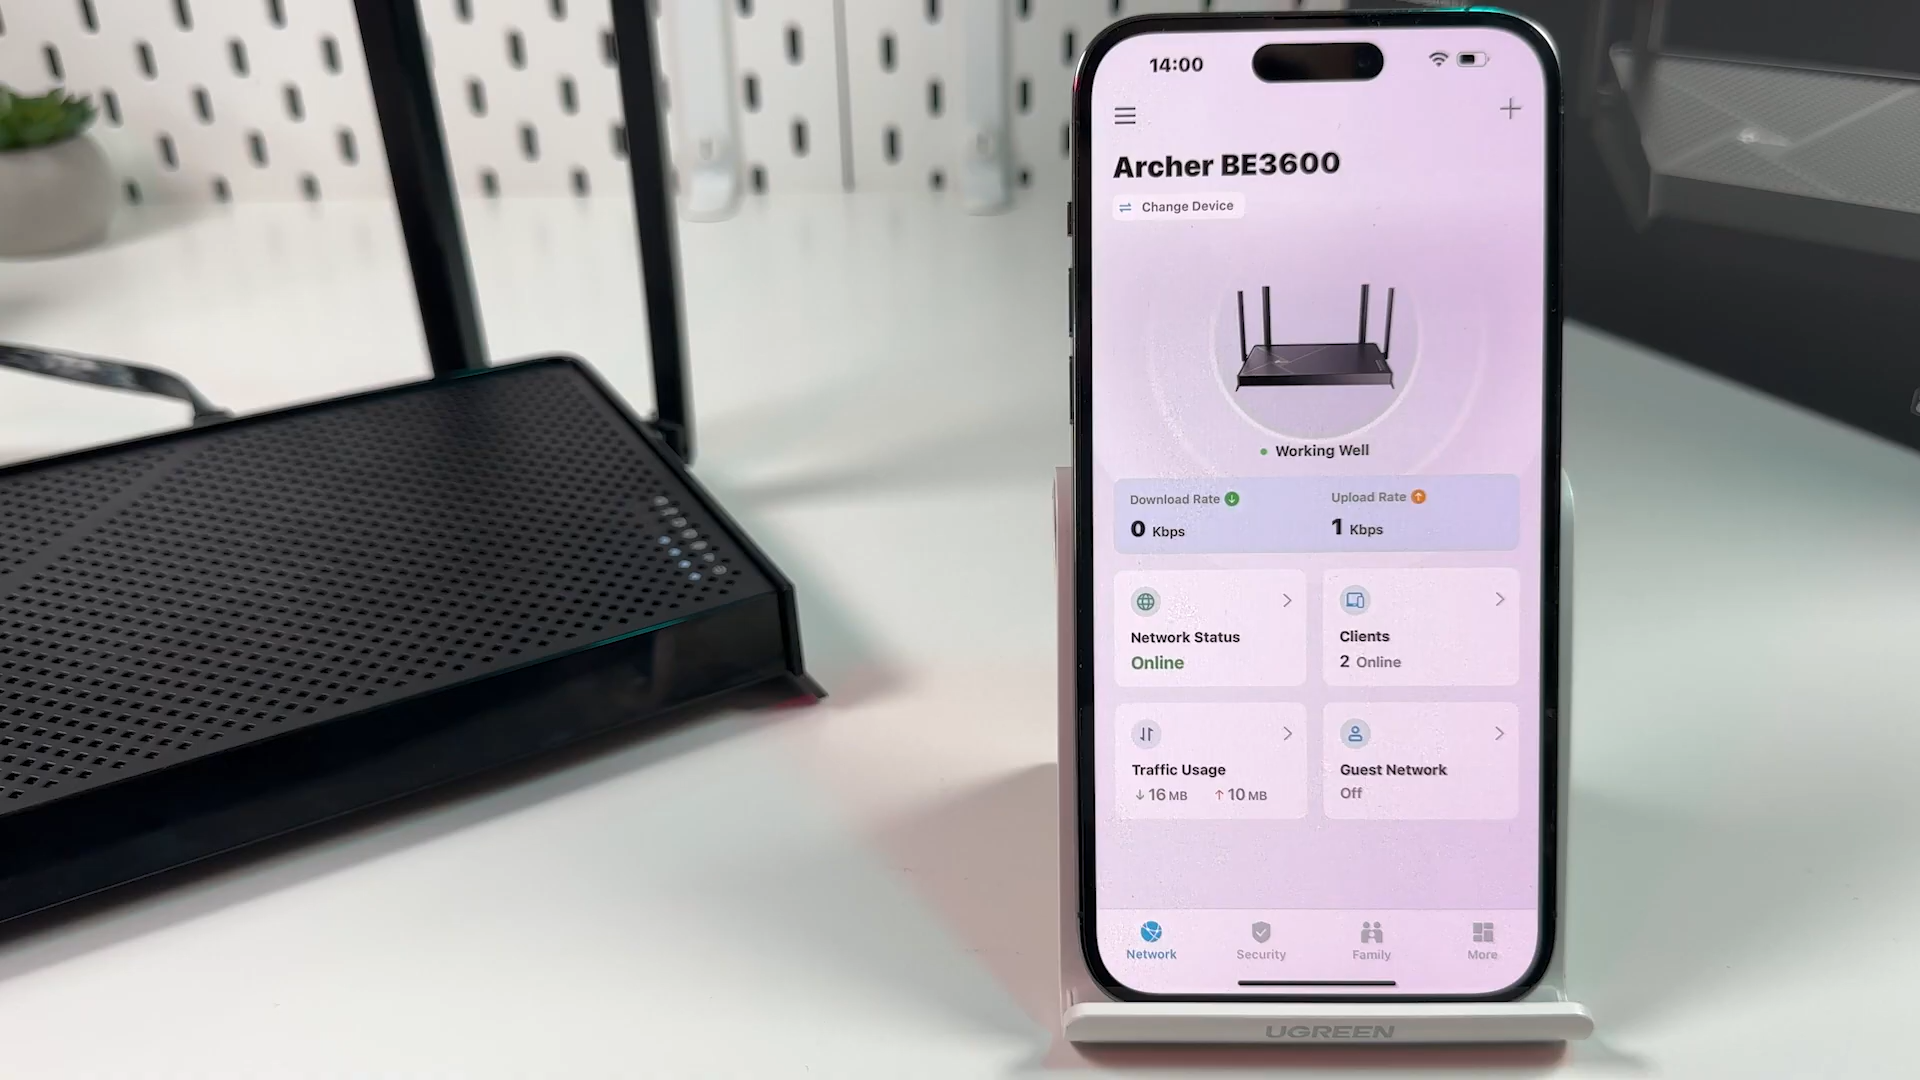 14:00
Archer BE3600
Change Device
Working Well
Download Rate
0 Kbps
Upload Rate
1 Kbps
Network Status
Online
Clients
2 Online
Traffic Usage
16 MB 10 MB
Guest Network
Off
Network Security Family More
UGREEN